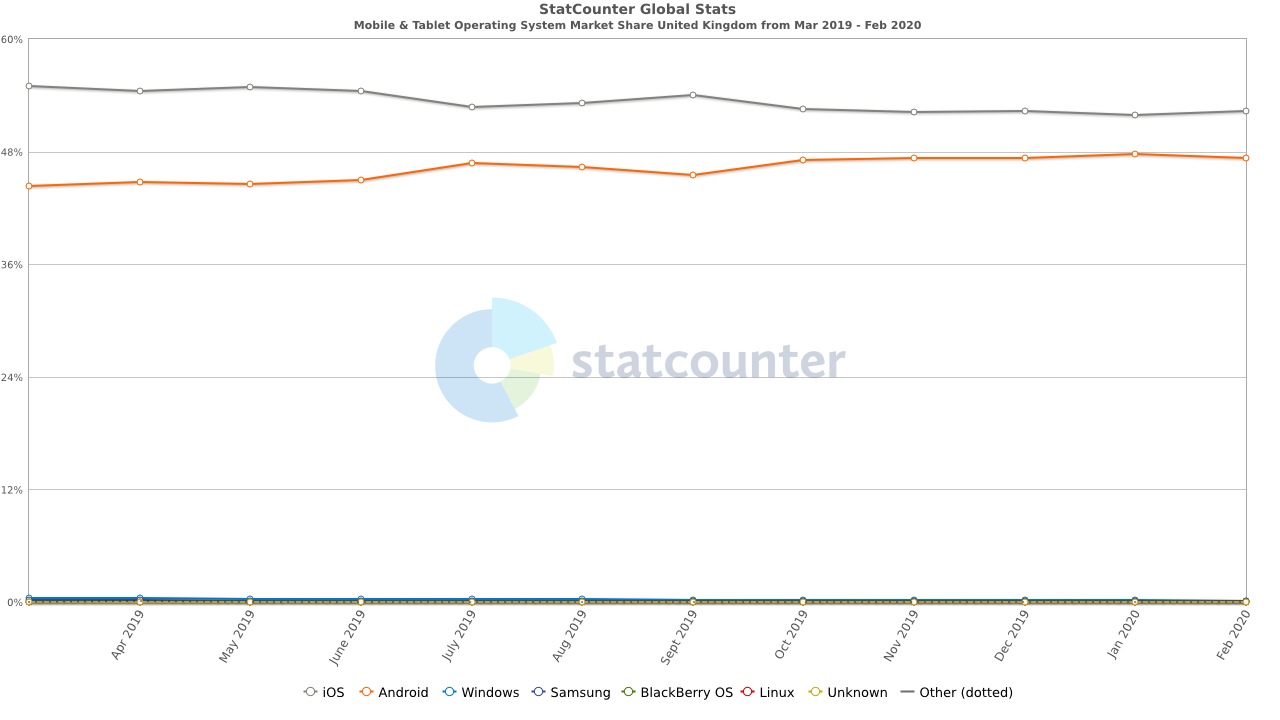 StatCounter Global Stats
Mobile & Tablet Operating System Market Share United Kingdom from Mar 2019 - Feb 2020
60%
48%
36%
24%
12%
0%
statcounter
Apr 2019
May 2019
June 2019
July 2019
Aug 2019
Sept 2019
Oct 2019
Nov 2019
Dec 2019
Jan 2020
Feb 2020
iOS Android Windows Samsung BlackBerry OS Linux Unknown Other (dotted)